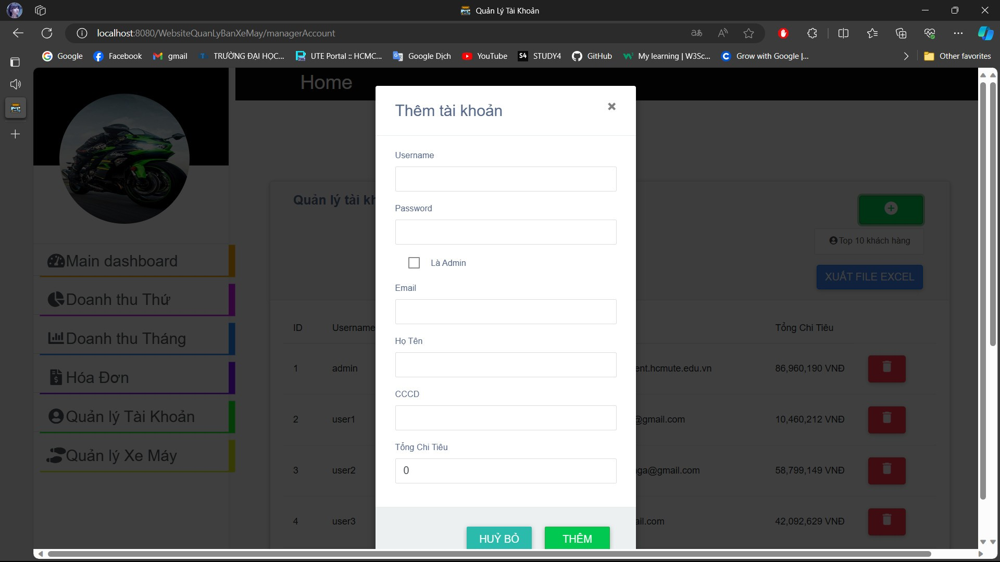 Quản Lý Tài Khoản
localhost:8080/WebsiteQuanLyBanXeMay/managerAccount
Google
Facebook
gmail
TRƯỜNG ĐẠI HỌC...
UTE Portal :: HCMC...
Google Dịch
YouTube
S4 STUDY4
GitHub
My learning | W3Sc...
Grow with Google |...
Other favorites
Home
Main dashboard
Doanh thu Thứ
Doanh thu Tháng
Hóa Đơn
Quản lý Tài Khoản
Quản lý Xe Máy
Quản lý tài kh
Top 10 khách hàng
XUẤT FILE EXCEL
ID Username Tổng Chi Tiêu
1 admin ent.hcmute.edu.vn 86,960,190 VNĐ
2 user1 @gmail.com 10,460,212 VNĐ
3 user2 ga@gmail.com 58,799,149 VNĐ
4 user3 ail.com 42,092,629 VNĐ
Thêm tài khoản
Username
Password
Là Admin
Email
Họ Tên
CCCD
Tổng Chi Tiêu
0
HUỶ BỎ
THÊM